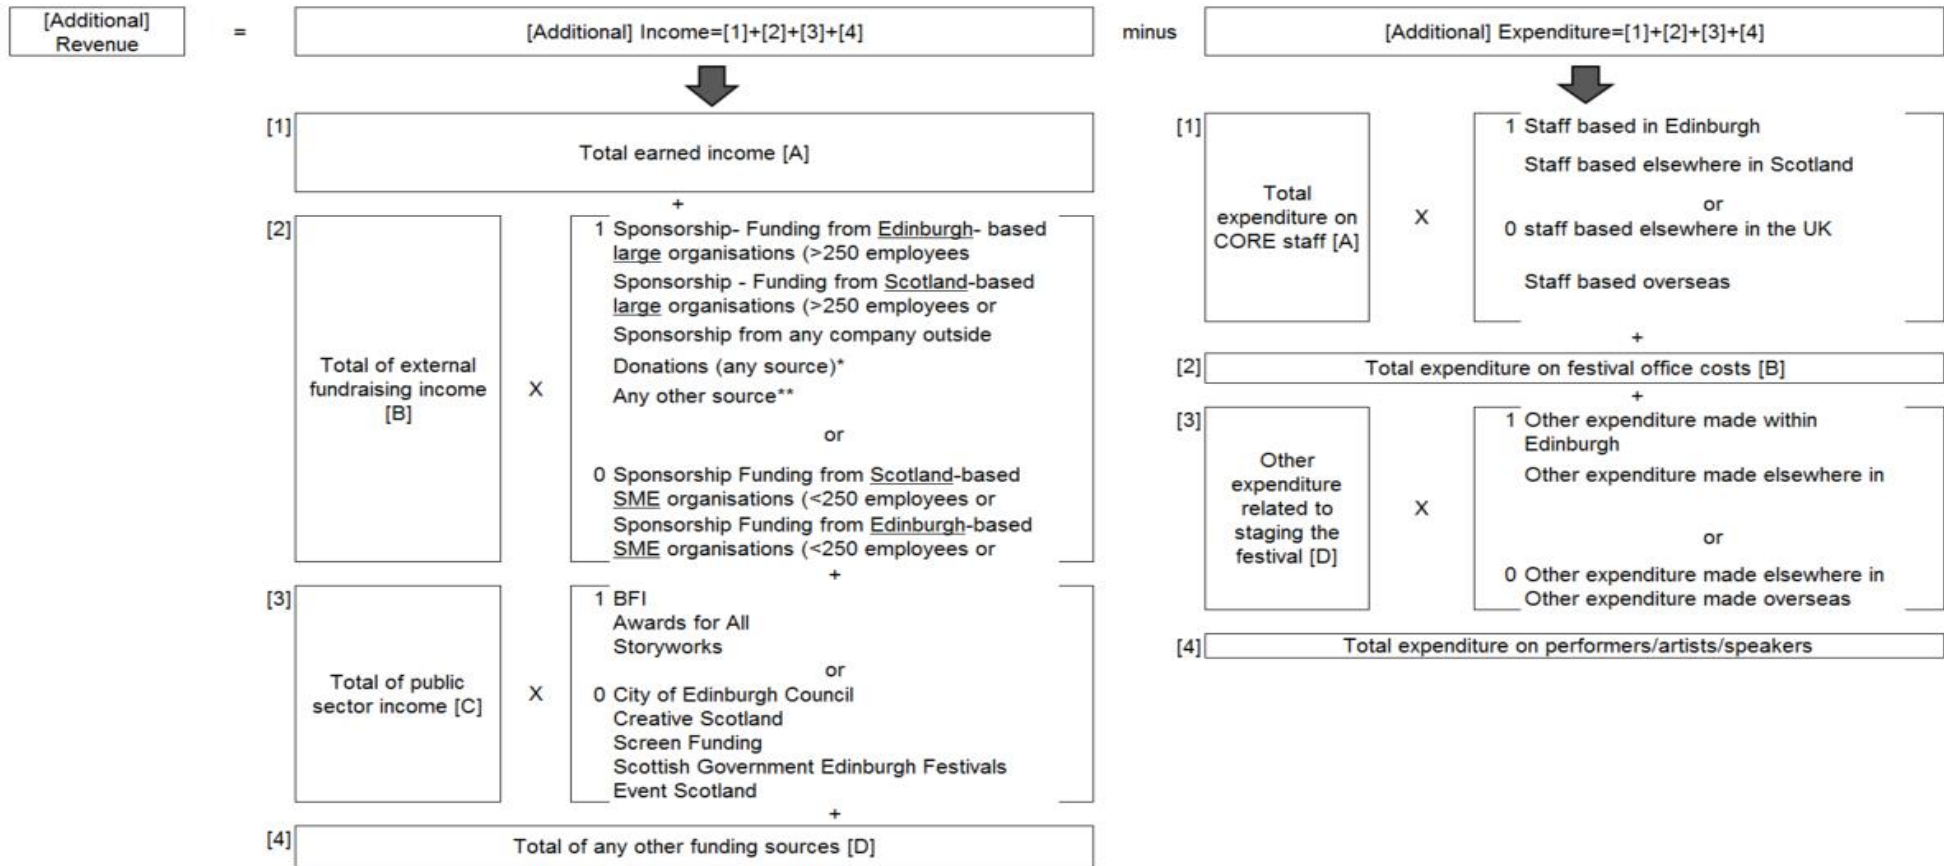 [Additional]
Revenue
=
[Additional] Income=[1]+[2]+[3]+[4]
minus
[Additional] Expenditure=[1]+[2]+[3]+[4]
[1]
Total earned income [A]
+
[2]
Total of external
fundraising income
[B]
X
1 Sponsorship- Funding from Edinburgh- based
large organisations (>250 employees
Sponsorship - Funding from Scotland-based
large organisations (>250 employees or
Sponsorship from any company outside
Donations (any source)*
Any other source**
or
0 Sponsorship Funding from Scotland-based
SME organisations (<250 employees or
Sponsorship Funding from Edinburgh-based
SME organisations (<250 employees or
+
[3]
Total of public
sector income [C]
X
1 BFI
Awards for All
Storyworks
or
0 City of Edinburgh Council
Creative Scotland
Screen Funding
Scottish Government Edinburgh Festivals
Event Scotland
+
[4]
Total of any other funding sources [D]
[1]
Total
expenditure on
CORE staff [A]
X
1 Staff based in Edinburgh
Staff based elsewhere in Scotland
or
0 staff based elsewhere in the UK
Staff based overseas
+
[2]
Total expenditure on festival office costs [B]
+
[3]
Other
expenditure
related to
staging the
festival [D]
X
1 Other expenditure made within
Edinburgh
Other expenditure made elsewhere in
or
0 Other expenditure made elsewhere in
Other expenditure made overseas
[4]
Total expenditure on performers/artists/speakers